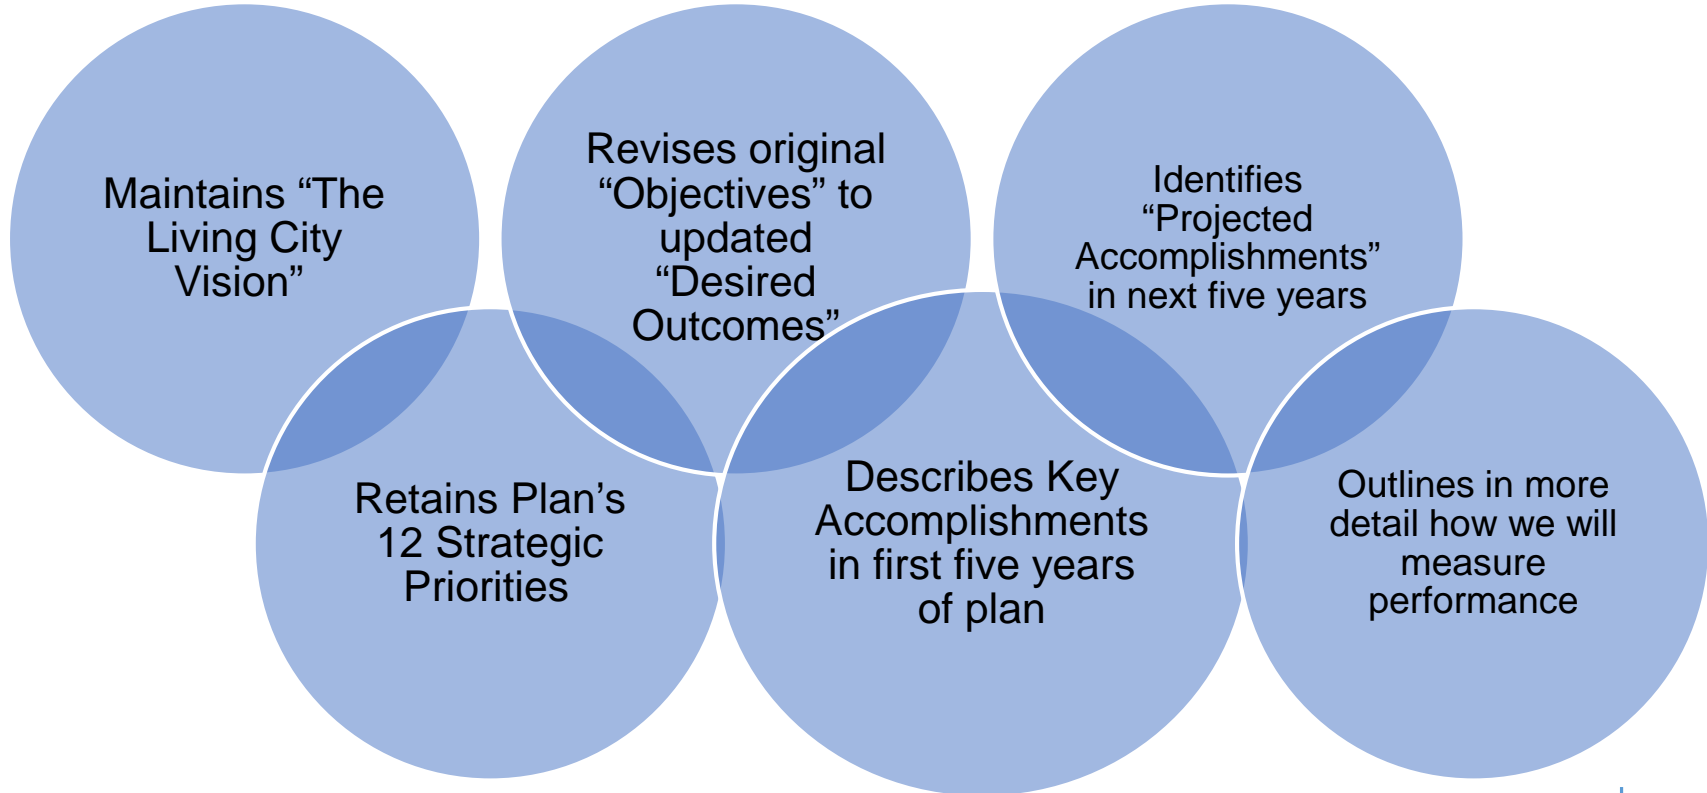 Maintains “The
Living City
Vision”
Retains Plan’s
12 Strategic
Priorities
Revises original
“Objectives” to
updated
“Desired
Outcomes”
Describes Key
Accomplishments
in first five years
of plan
Identifies
“Projected
Accomplishments”
in next five years
Outlines in more
detail how we will
measure
performance